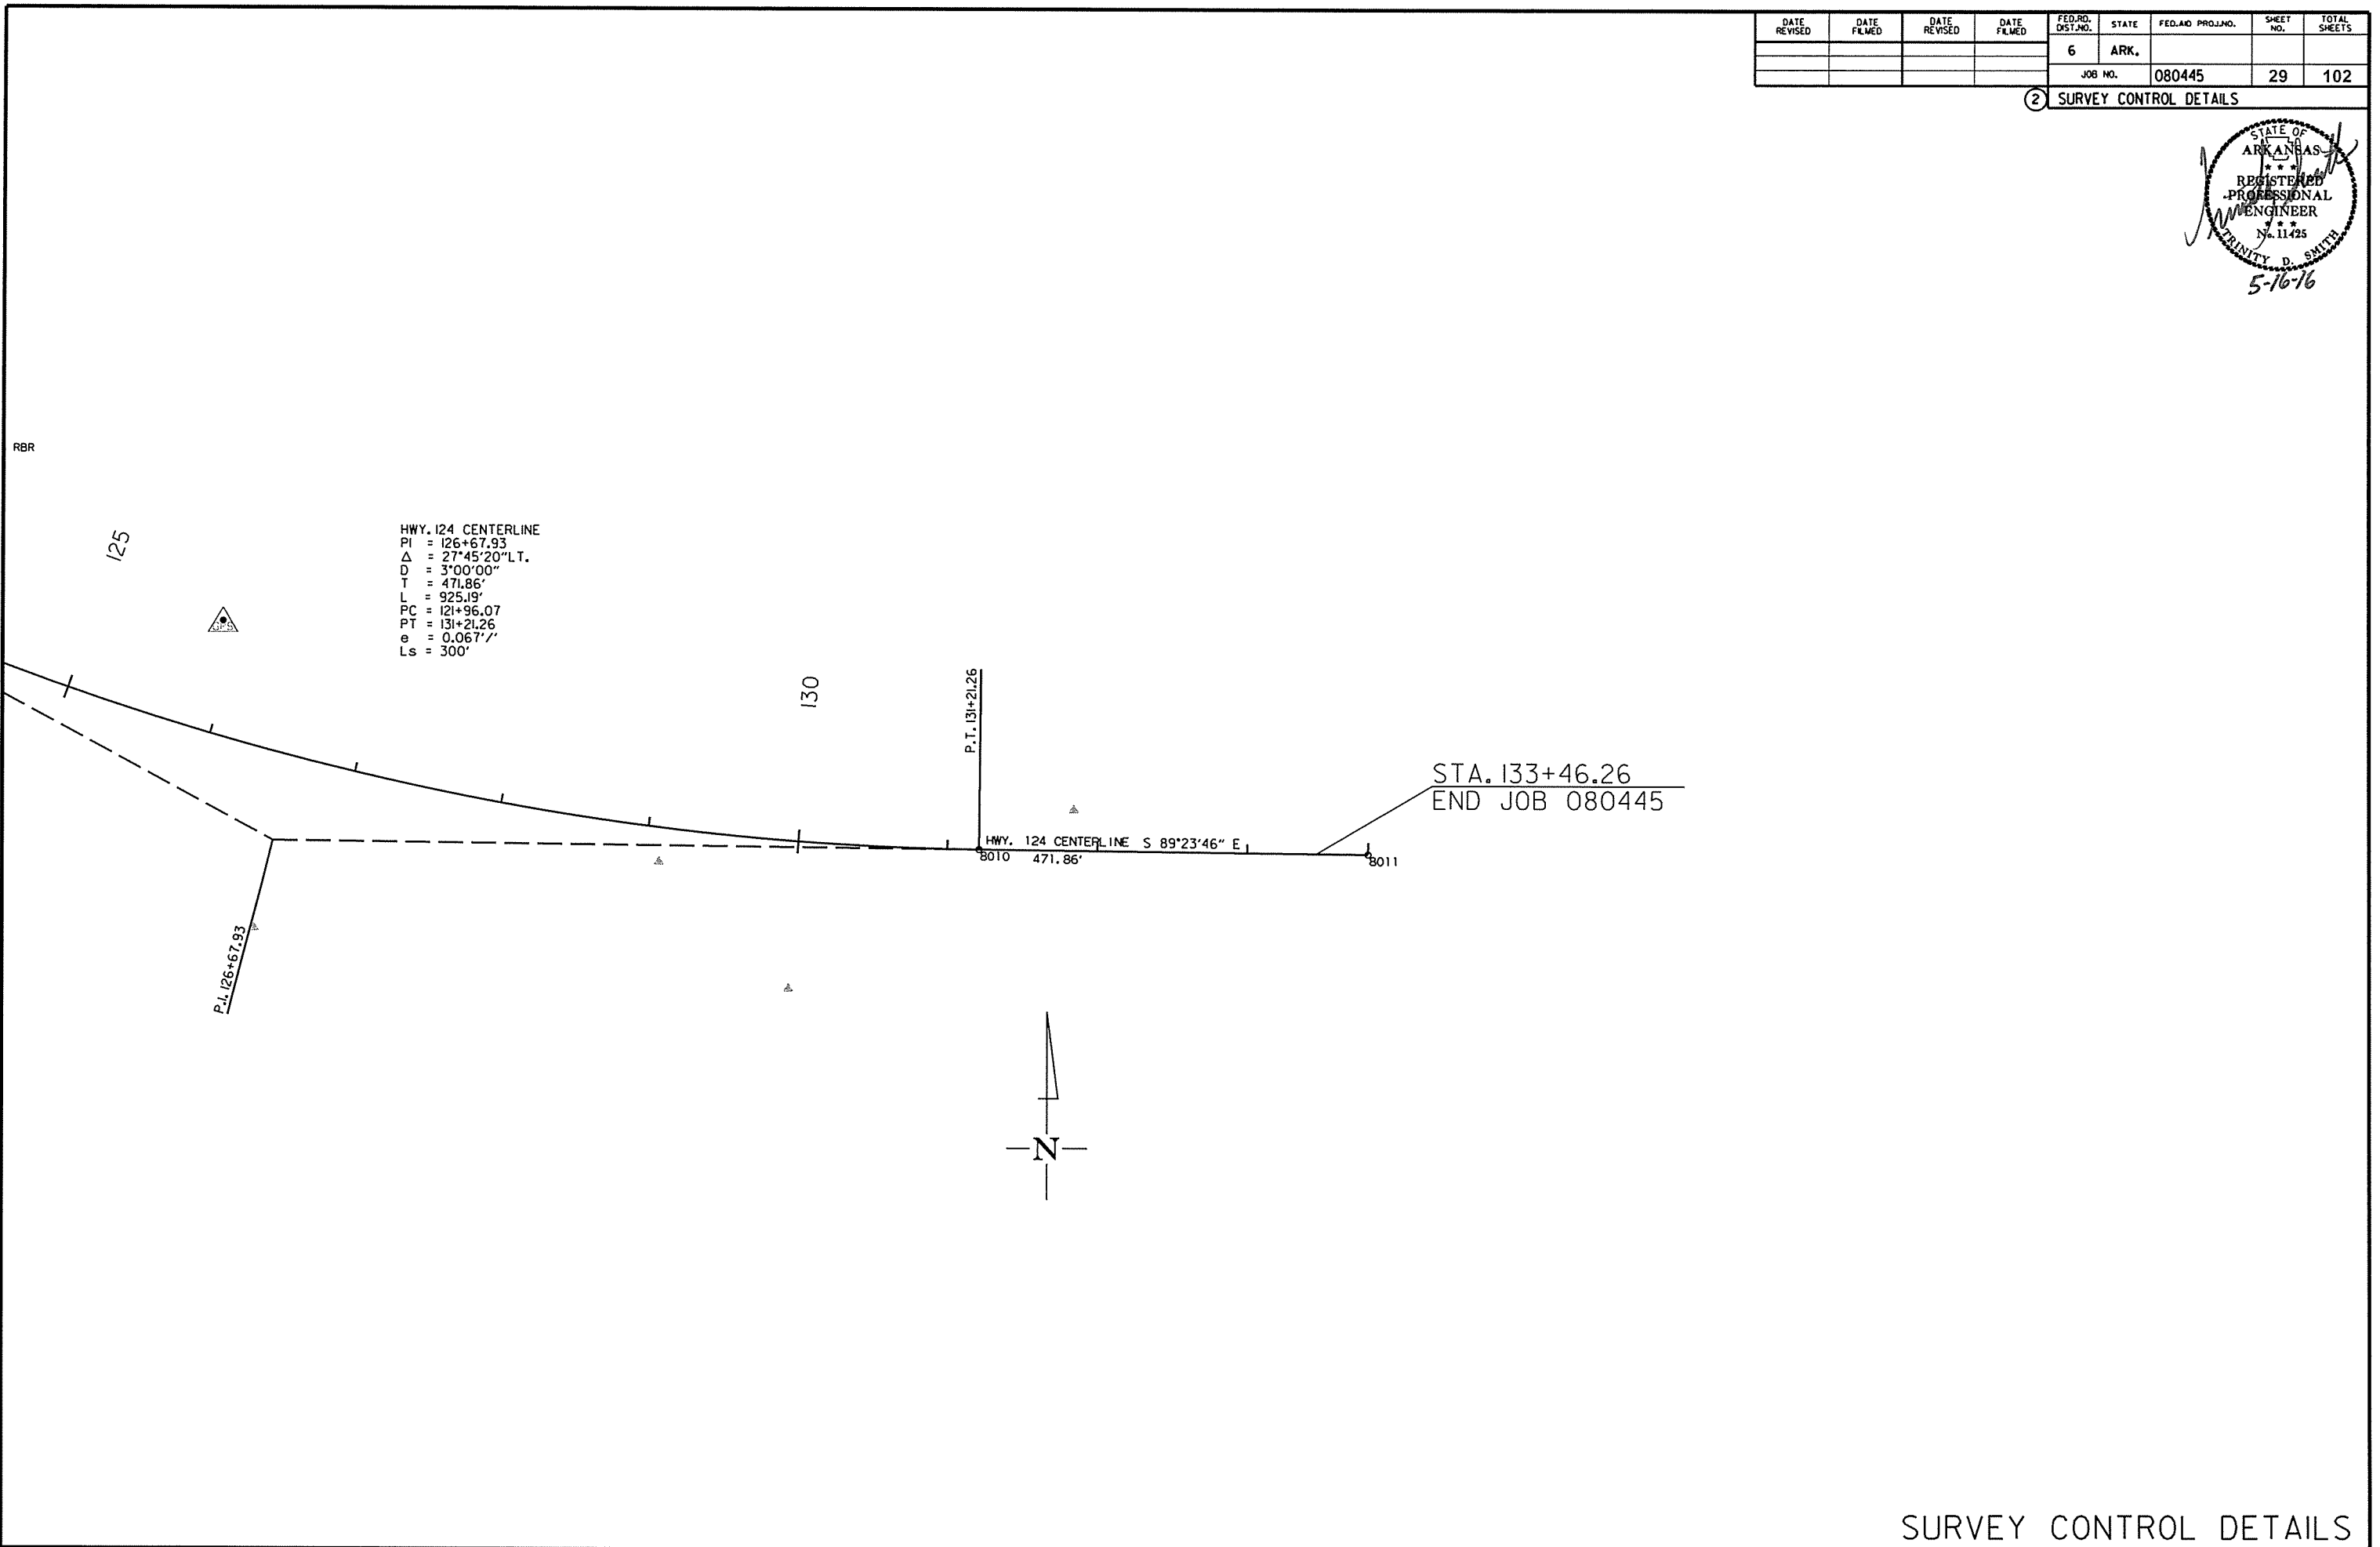 DATE REVISED DATE FILMED DATE REVISED DATE FILMED FED.RD. DIST.NO. STATE FED.AID PROJ.NO. SHEET NO. TOTAL SHEETS
6 ARK.
JOB NO. 080445 29 102
2 SURVEY CONTROL DETAILS
STATE OF
ARKANSAS
REGISTERED
PROFESSIONAL
ENGINEER
No. 11425
TRINITY D. SMITH
5-16-16
RBR
125
HWY. 124 CENTERLINE
PI = 126+67.93
Δ = 27°45'20"LT.
D = 3°00'00"
T = 471.86'
L = 925.19'
PC = 121+96.07
PT = 131+21.26
e = 0.067'/'
Ls = 300'
GPS
130
P.T. 131+21.26
STA. 133+46.26
END JOB 080445
HWY. 124 CENTERLINE S 89°23'46" E
8010 471.86' 8011
P.I. 126+67.93
N
SURVEY CONTROL DETAILS